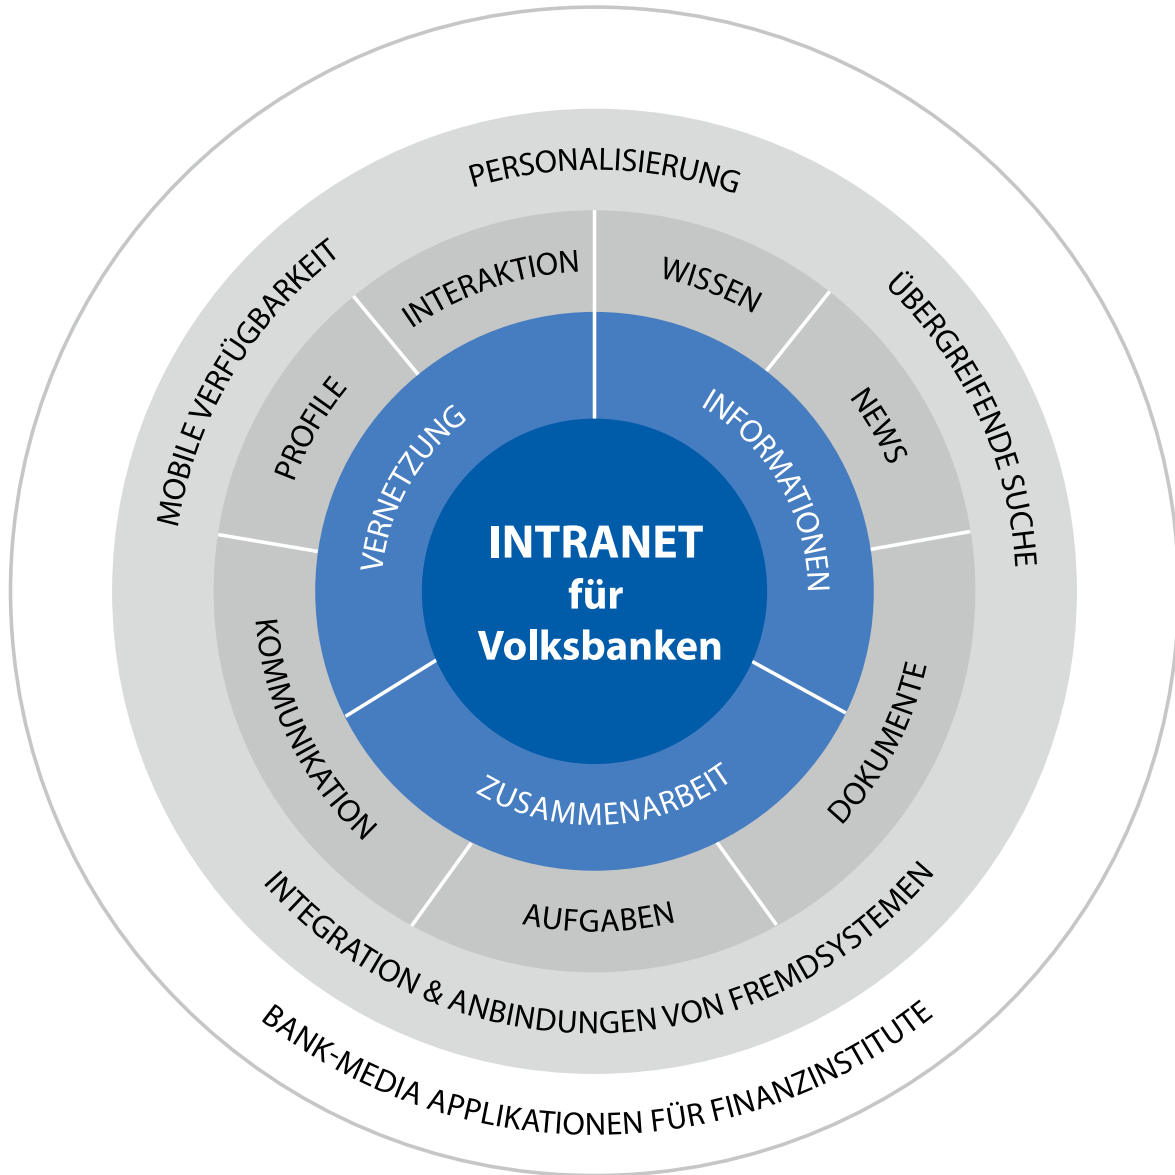 PERSONALISIERUNG
MOBILE VERFÜGBARKEIT
ÜBERGREIFENDE SUCHE
INTERAKTION
WISSEN
PROFILE
NEWS
VERNETZUNG
INFORMATIONEN
INTRANET
für
Volksbanken
KOMMUNIKATION
DOKUMENTE
ZUSAMMENARBEIT
AUFGABEN
INTEGRATION & ANBINDUNGEN VON FREMDSYSTEMEN
BANK-MEDIA APPLIKATIONEN FÜR FINANZINSTITUTE